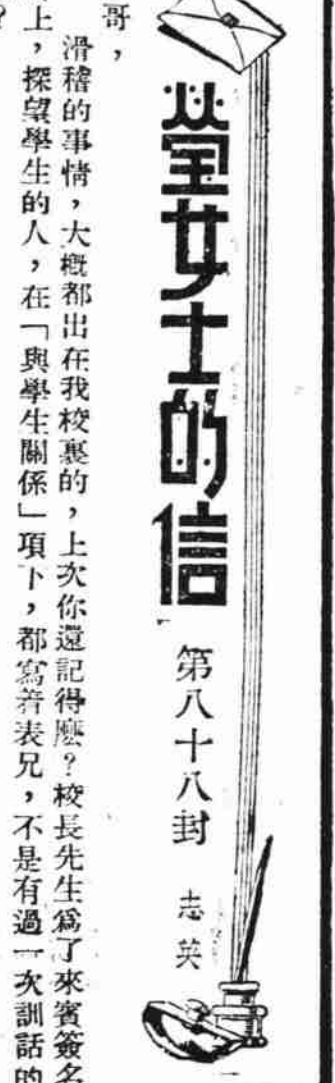 瑩女士的信
第八十八封
志英
哥，
滑稽的事情，大概都出在我校裏的，上次你還記得麼？校長先生爲了來賓簽名
上，探望學生的人，在「與學生關係」項下，都寫着表兄，不是有過一次訓話的
？